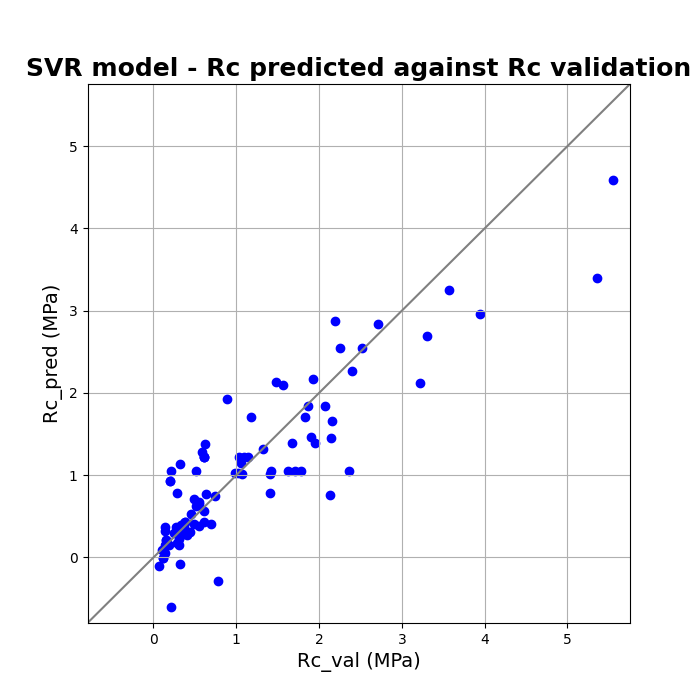 SVR model - Rc predicted against Rc validation
5
4
3
2
1
0
Rc_pred (MPa)
0 1 2 3 4 5
Rc_val (MPa)